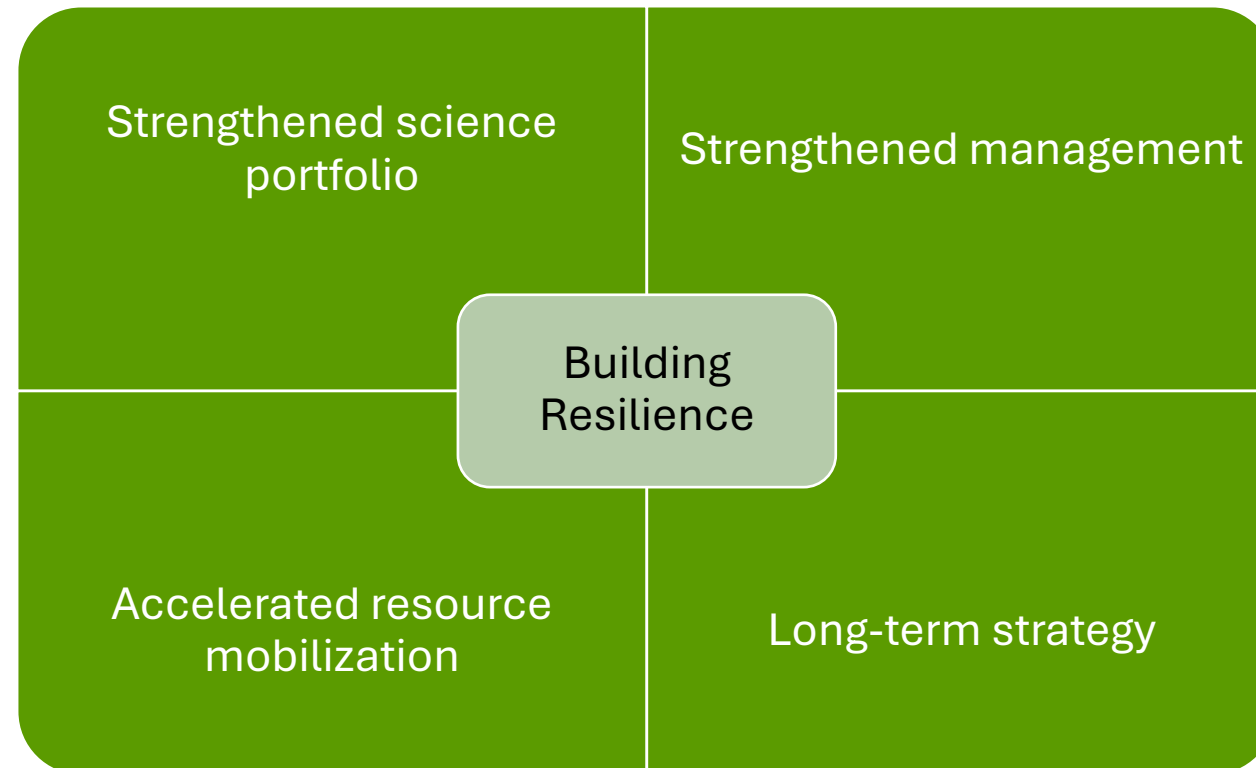 Strengthened science
portfolio
Strengthened management
Building
Resilience
Accelerated resource
mobilization
Long-term strategy